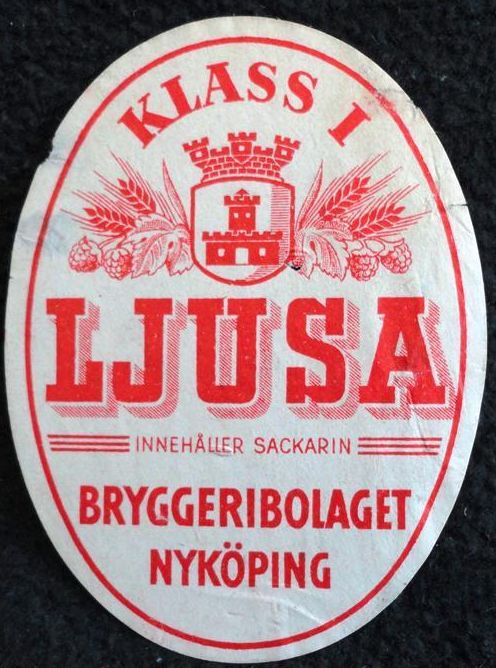 KLASS I
LJUSA
INNEHÅLLER SACKARIN
BRYGGERIBOLAGET
NYKÖPING